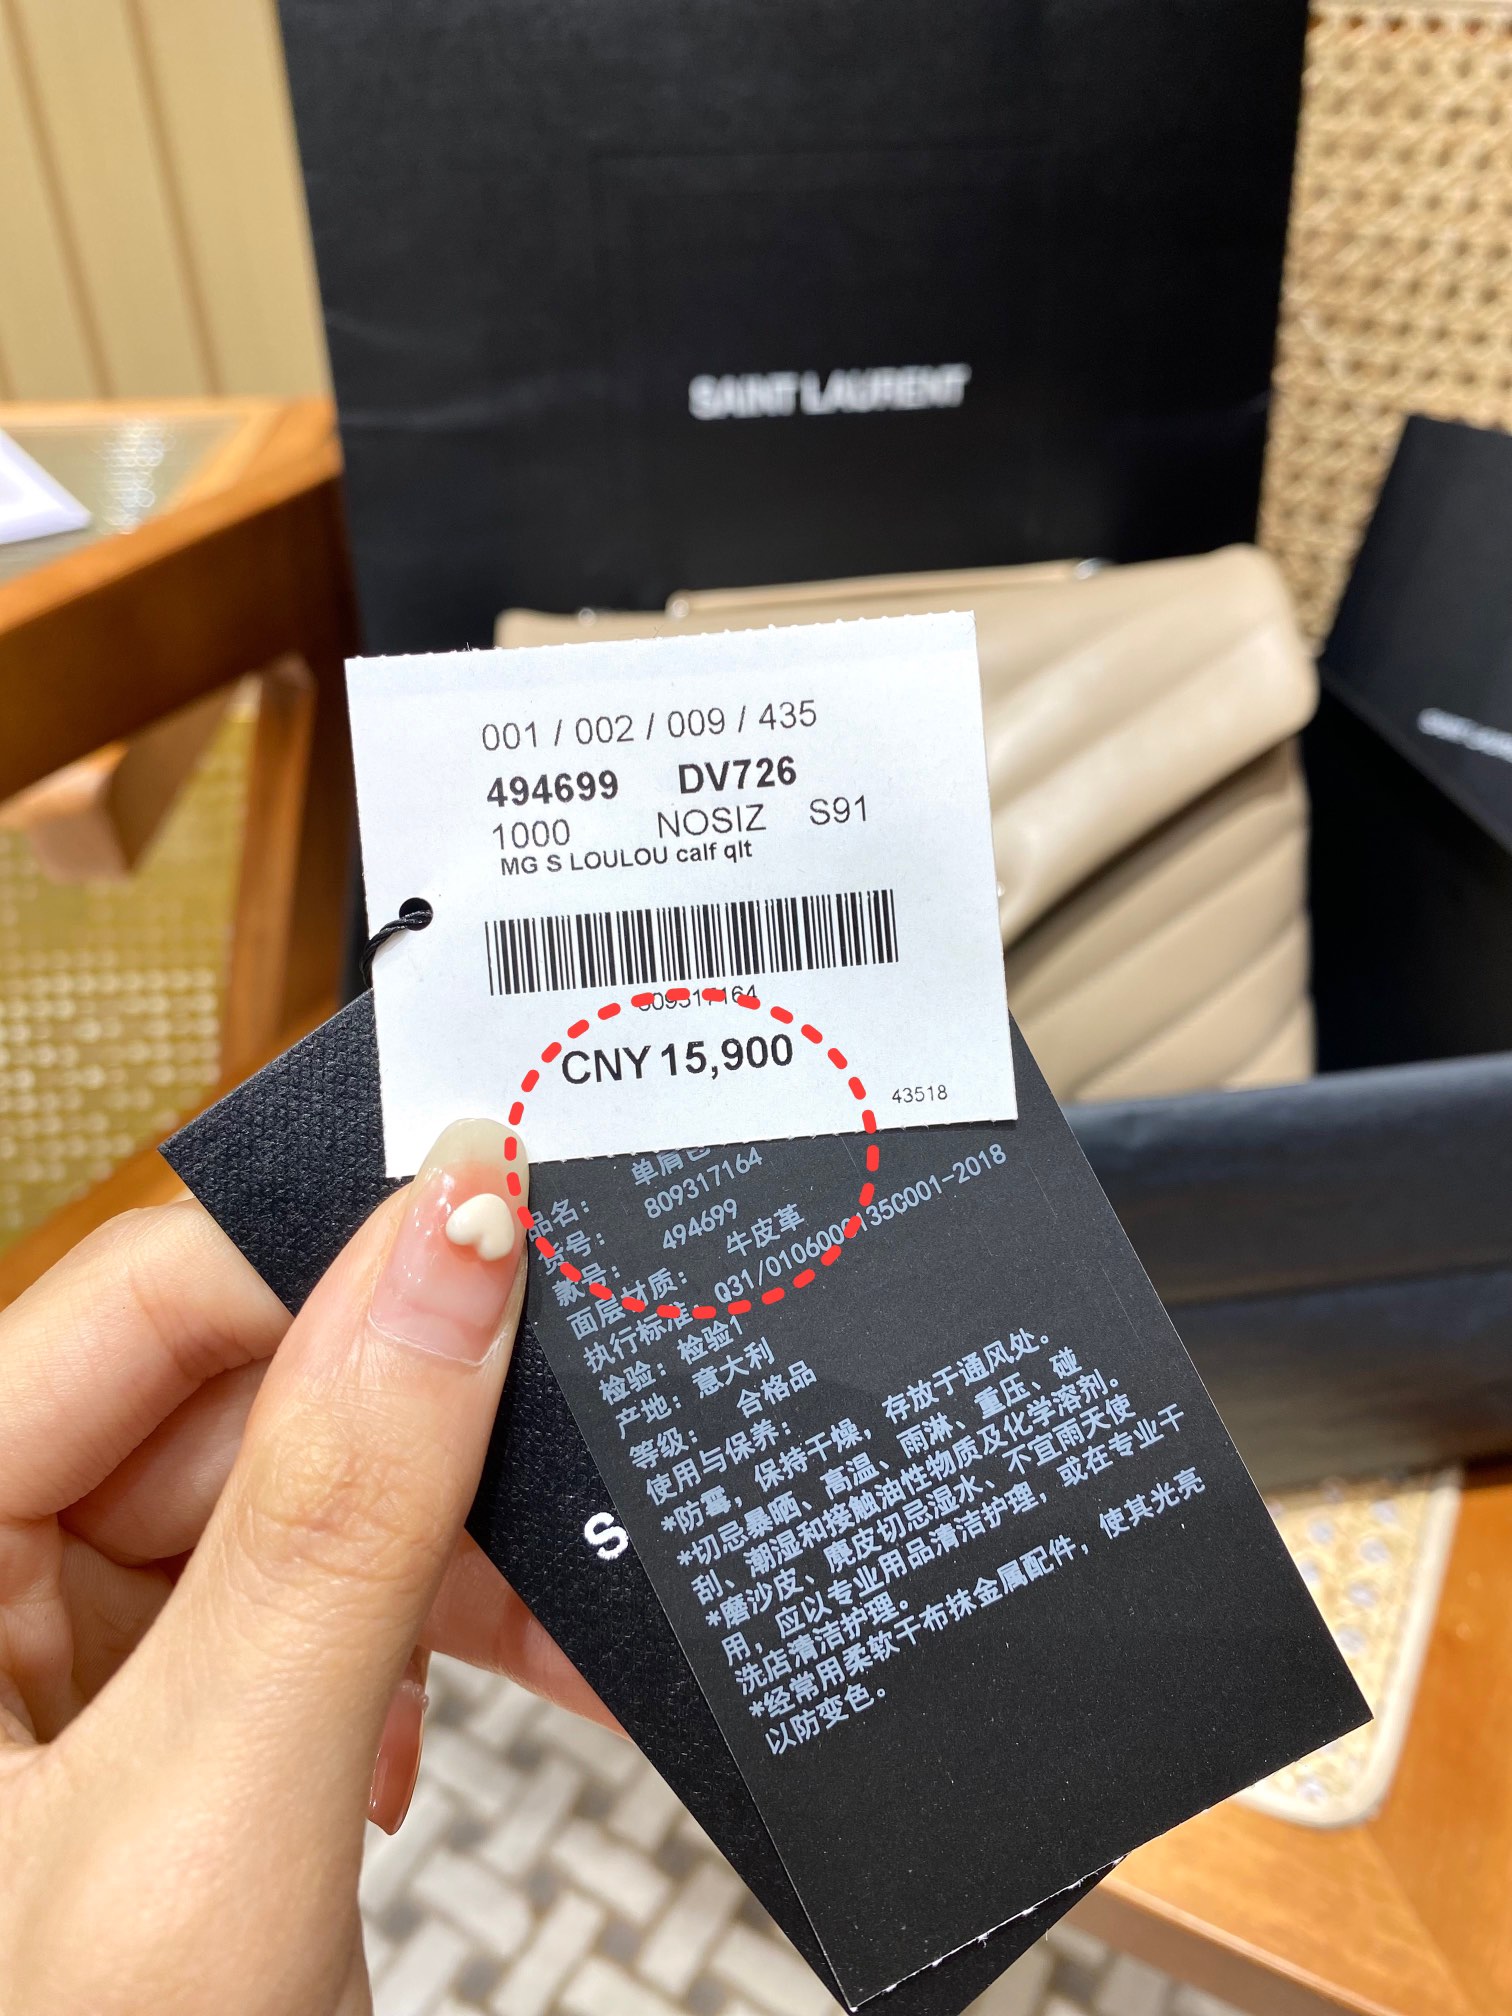 SAINT LAURENT
001 / 002 / 009 / 435
494699 DV726
1000 NOSIZ S91
MG S LOULOU calf qlt
809317164
CNY 15,900
43518
品名： 单肩包
货号： 809317164
款号： 494699
面层材质： 牛皮革
执行标准： Q31/0106000135C001-2018
检验： 检验1
产地： 意大利
等级： 合格品
使用与保养：
*防霉，保持干燥，存放于通风处。
*切忌暴晒、高温、雨淋、重压、碰
刮、潮湿和接触油性物质及化学溶剂。
*磨沙皮、麂皮切忌湿水、不宜雨天使
用，应以专业用品清洁护理，或在专业干
洗店清洁护理。
*经常用柔软干布抹金属配件，使其光亮
以防变色。
S